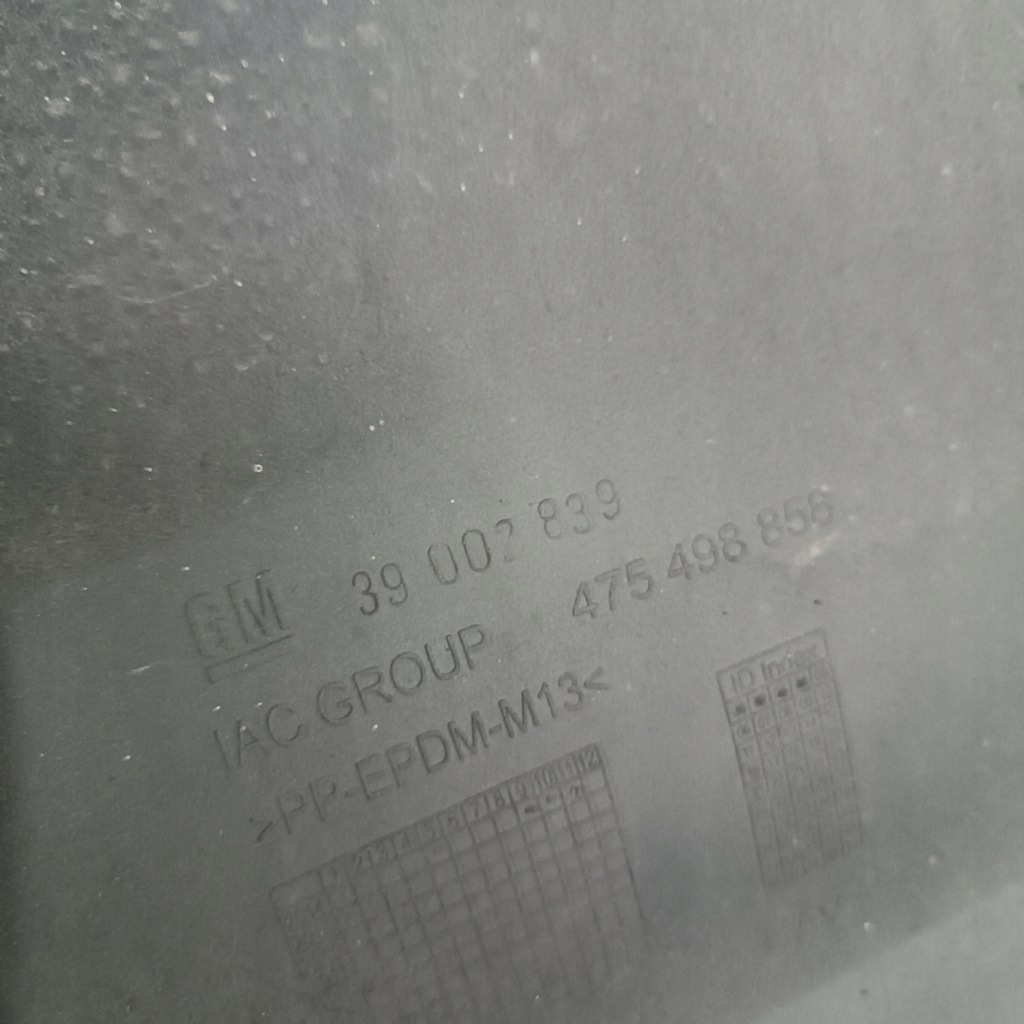 GM 39 002 839
IAC GROUP 475 498 858
>PP-EPDM-M13<
ID Index
1 2 3 4 5 6 7 8 9 10 11 12